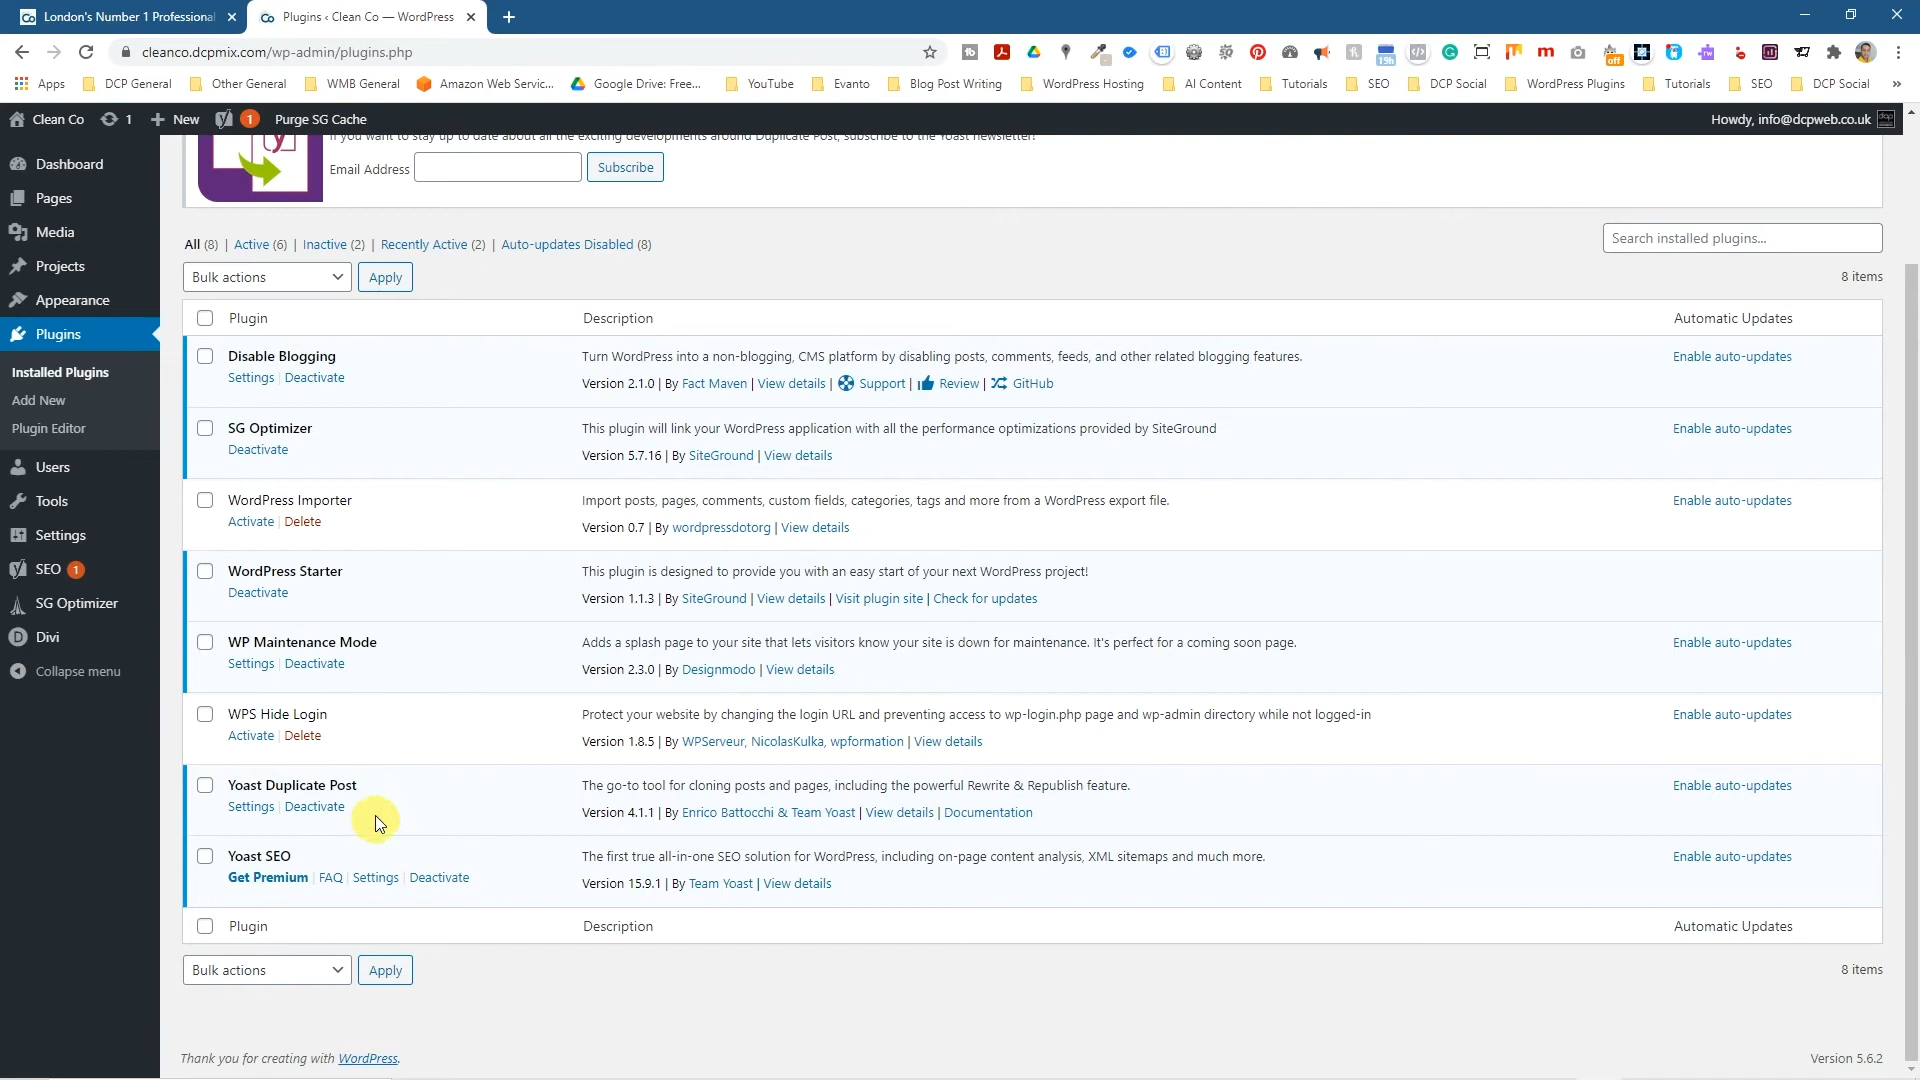 London's Number 1 Professional
Plugins ‹ Clean Co — WordPress
cleanco.dcpmix.com/wp-admin/plugins.php
19h
off
Apps
DCP General
Other General
WMB General
Amazon Web Servic...
Google Drive: Free...
YouTube
Evanto
Blog Post Writing
WordPress Hosting
AI Content
Tutorials
SEO
DCP Social
WordPress Plugins
Tutorials
SEO
DCP Social
»
Clean Co
1
New
1
Purge SG Cache
Howdy, info@dcpweb.co.uk
Dashboard
Pages
Media
Projects
Appearance
Plugins
Installed Plugins
Add New
Plugin Editor
Users
Tools
Settings
SEO 1
SG Optimizer
Divi
Collapse menu
If you want to stay up to date about all the exciting developments around Duplicate Post, subscribe to the Yoast newsletter!
Email Address
Subscribe
All (8) | Active (6) | Inactive (2) | Recently Active (2) | Auto-updates Disabled (8)
Search installed plugins...
Bulk actions
Apply
8 items
Plugin
Description
Automatic Updates
Disable Blogging
Settings | Deactivate
Turn WordPress into a non-blogging, CMS platform by disabling posts, comments, feeds, and other related blogging features.
Version 2.1.0 | By Fact Maven | View details | Support | Review | GitHub
Enable auto-updates
SG Optimizer
Deactivate
This plugin will link your WordPress application with all the performance optimizations provided by SiteGround
Version 5.7.16 | By SiteGround | View details
Enable auto-updates
WordPress Importer
Activate | Delete
Import posts, pages, comments, custom fields, categories, tags and more from a WordPress export file.
Version 0.7 | By wordpressdotorg | View details
Enable auto-updates
WordPress Starter
Deactivate
This plugin is designed to provide you with an easy start of your next WordPress project!
Version 1.1.3 | By SiteGround | View details | Visit plugin site | Check for updates
Enable auto-updates
WP Maintenance Mode
Settings | Deactivate
Adds a splash page to your site that lets visitors know your site is down for maintenance. It's perfect for a coming soon page.
Version 2.3.0 | By Designmodo | View details
Enable auto-updates
WPS Hide Login
Activate | Delete
Protect your website by changing the login URL and preventing access to wp-login.php page and wp-admin directory while not logged-in
Version 1.8.5 | By WPServeur, NicolasKulka, wpformation | View details
Enable auto-updates
Yoast Duplicate Post
Settings | Deactivate
The go-to tool for cloning posts and pages, including the powerful Rewrite & Republish feature.
Version 4.1.1 | By Enrico Battocchi & Team Yoast | View details | Documentation
Enable auto-updates
Yoast SEO
Get Premium | FAQ | Settings | Deactivate
The first true all-in-one SEO solution for WordPress, including on-page content analysis, XML sitemaps and much more.
Version 15.9.1 | By Team Yoast | View details
Enable auto-updates
Plugin
Description
Automatic Updates
Bulk actions
Apply
8 items
Thank you for creating with WordPress.
Version 5.6.2